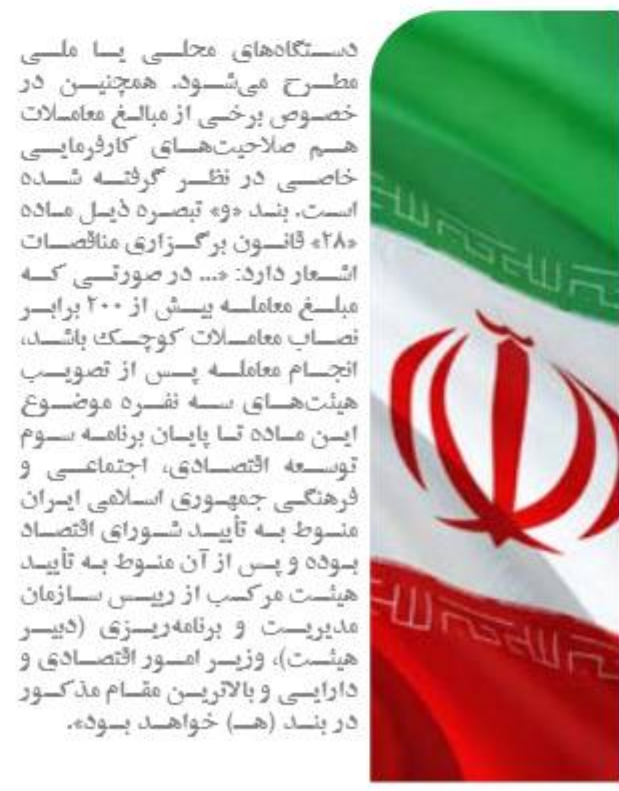 دستگاه‌های محلی یا ملی
مطرح می‌شود. همچنین در
خصوص برخی از مبالغ معاملات
هم صلاحیت‌های کارفرمایی
خاصی در نظر گرفته شده
است. بند «و» تبصره ذیل ماده
«۲۸» قانون برگزاری مناقصات
اشعار دارد: «... در صورتی که
مبلغ معامله بیش از ۲۰۰ برابر
نصاب معاملات کوچک باشد،
انجام معامله پس از تصویب
هیئت‌های سه نفره موضوع
این ماده تا پایان برنامه سوم
توسعه اقتصادی، اجتماعی و
فرهنگی جمهوری اسلامی ایران
منوط به تأیید شورای اقتصاد
بوده و پس از آن منوط به تأیید
هیئت مرکب از رییس سازمان
مدیریت و برنامه‌ریزی (دبیر
هیئت)، وزیر امور اقتصادی و
دارایی و بالاترین مقام مذکور
در بند (هـ) خواهد بود».